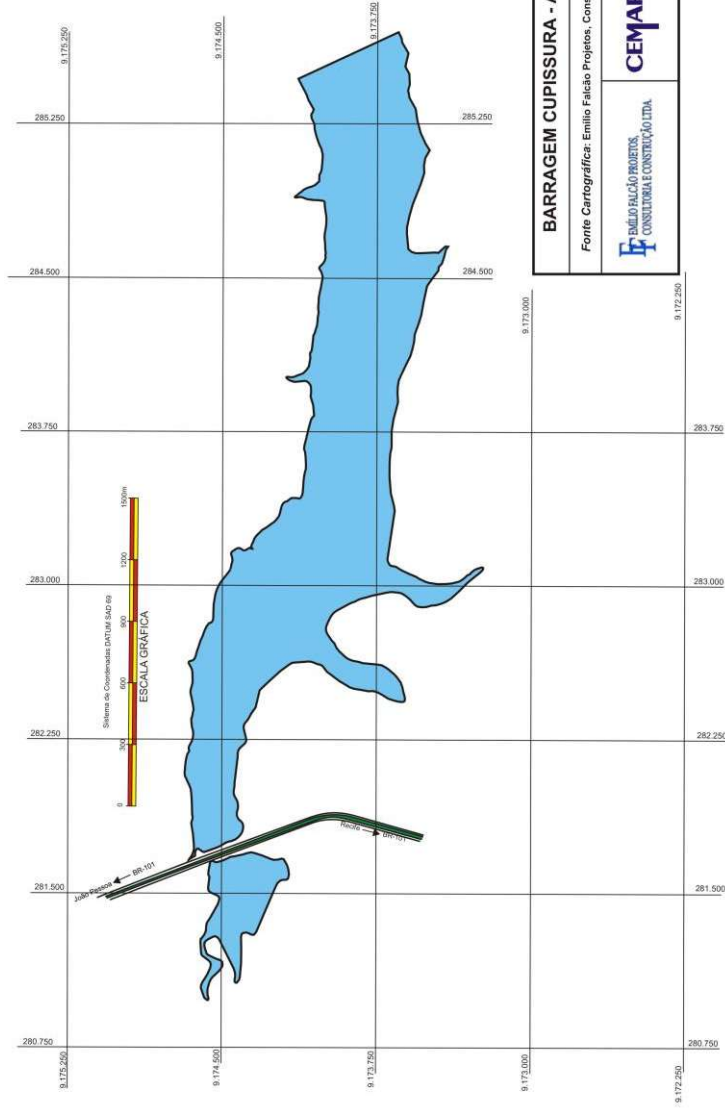 9.175.250
9.174.500
9.173.750
285.250
285.250
284.500
284.500
9.173.000
9.172.250
283.750
283.750
Sistema de Coordenadas DATUM SAD 69
0 300 600 900 1200 1500m
ESCALA GRÁFICA
283.000
283.000
282.250
282.250
João Pessoa
BR-101
Recife
BR-101
281.500
281.500
280.750
280.750
9.175.250
9.174.500
9.173.750
9.173.000
9.172.250
BARRAGEM CUPISSURA -
Fonte Cartográfica: Emílio Falcão Projetos, Cons
EF EMÍLIO FALCÃO PROJETOS,
CONSULTORIA E CONSTRUÇÃO LTDA.